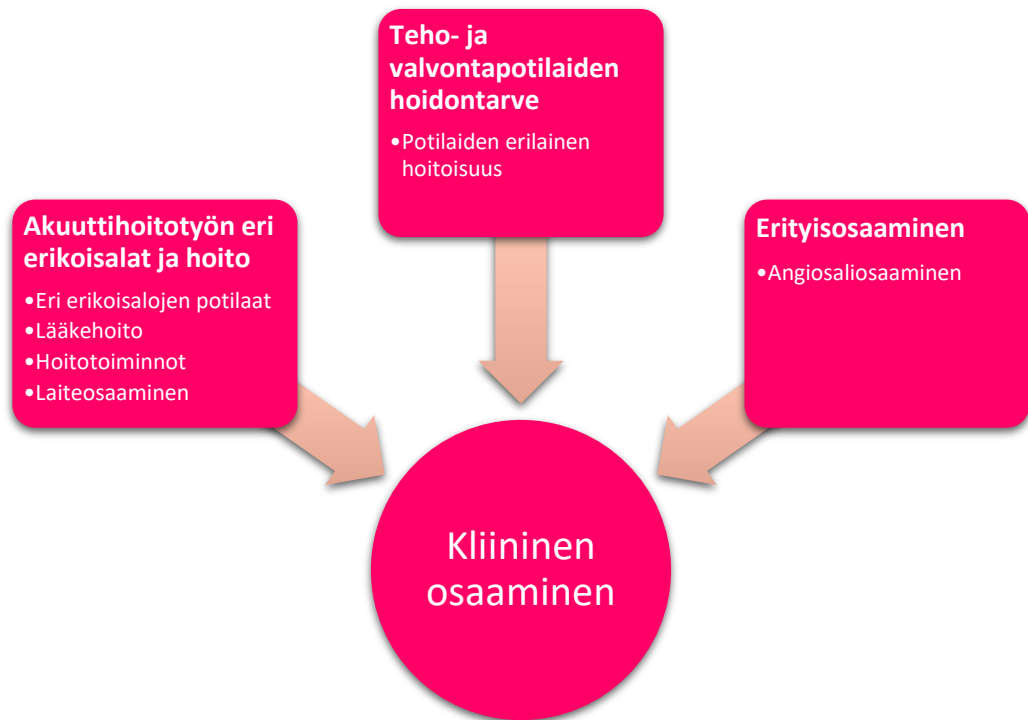 Teho- ja
valvontapotilaiden
hoidontarve
•Potilaiden erilainen
hoitoisuus
Akuuttihoitotyön eri
erikoisalat ja hoito
•Eri erikoisalojen potilaat
•Lääkehoito
•Hoitotoiminnot
•Laiteosaaminen
Erityisosaaminen
•Angiosaliosaaminen
Kliininen
osaaminen